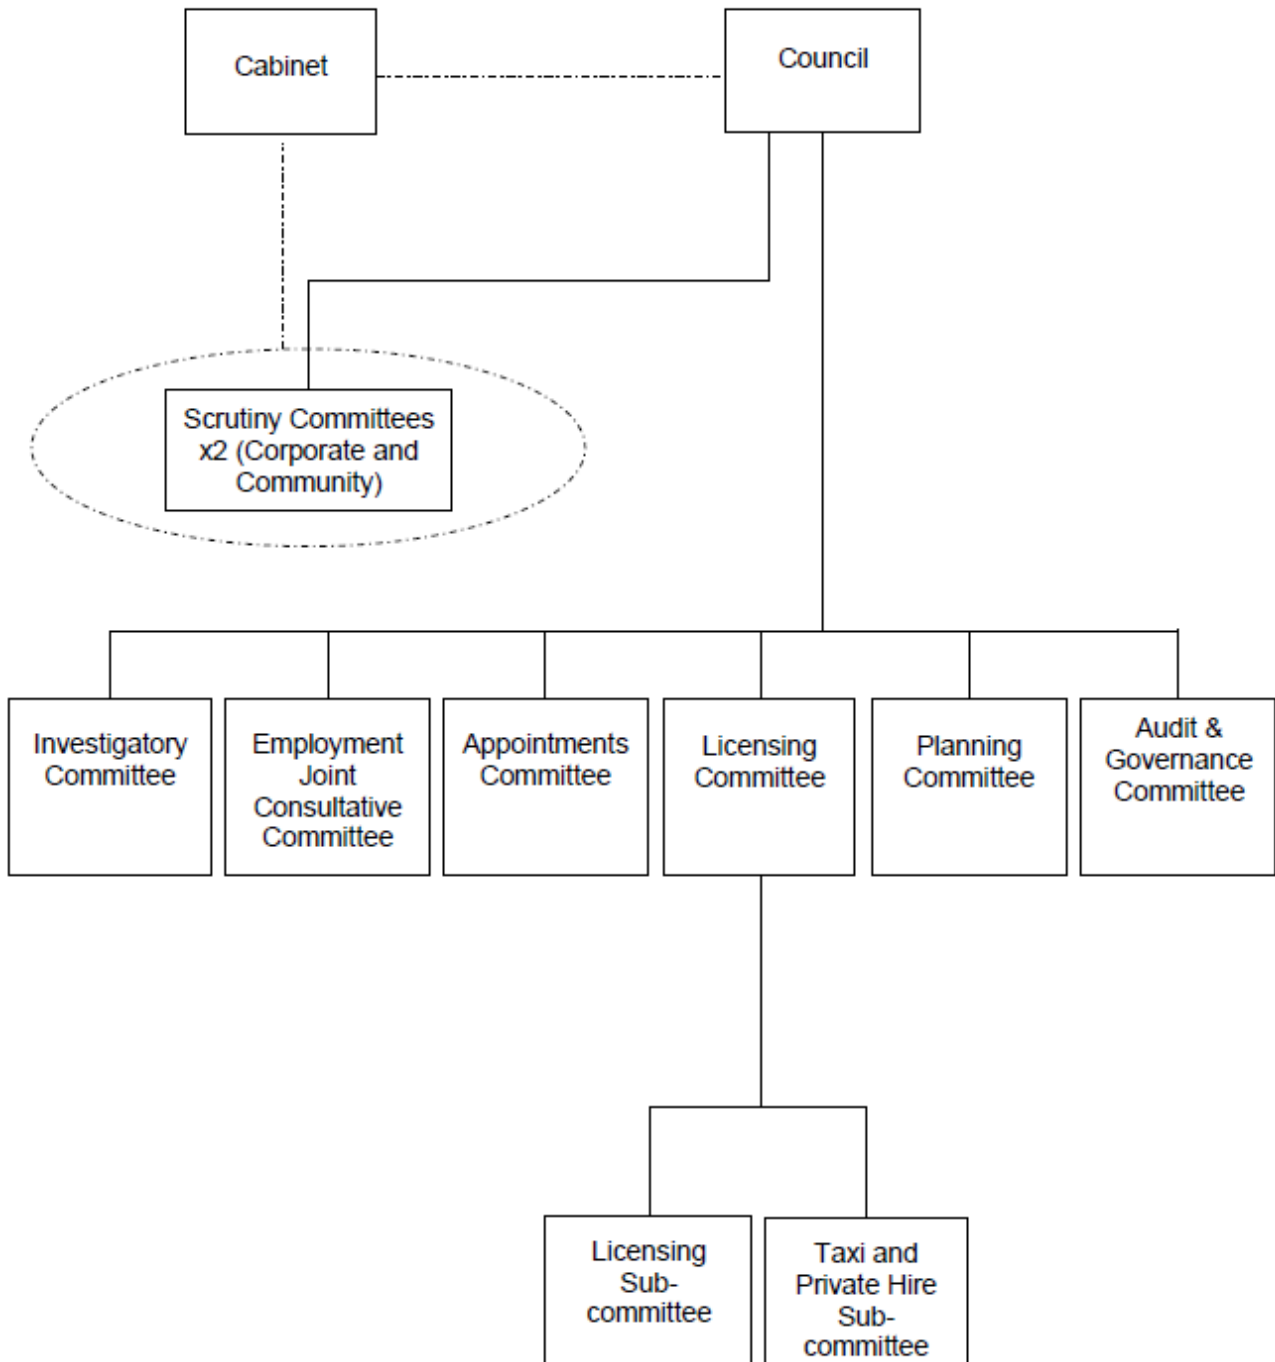 Cabinet
Council
Scrutiny Committees
x2 (Corporate and
Community)
Investigatory
Committee
Employment
Joint
Consultative
Committee
Appointments
Committee
Licensing
Committee
Planning
Committee
Audit &
Governance
Committee
Licensing
Sub-
committee
Taxi and
Private Hire
Sub-
committee